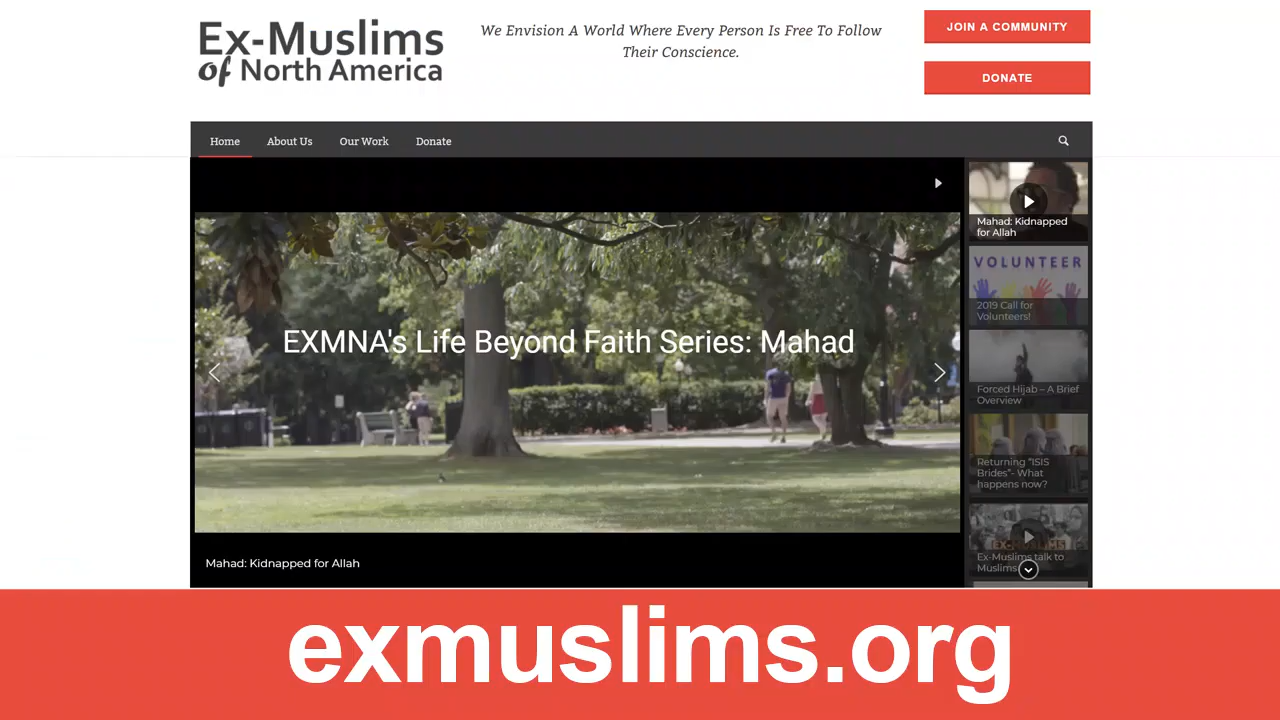 Ex-Muslims
of North America
We Envision A World Where Every Person Is Free To Follow
Their Conscience.
JOIN A COMMUNITY
DONATE
Home About Us Our Work Donate
EXMNA's Life Beyond Faith Series: Mahad
Mahad: Kidnapped for Allah
Mahad: Kidnapped
for Allah
VOLUNTEER
2019 Call for
Volunteers!
Forced Hijab – A Brief
Overview
Returning "ISIS
Brides"- What
happens now?
EX-MUSLIMS
Ex-Muslims talk to
Muslims
exmuslims.org